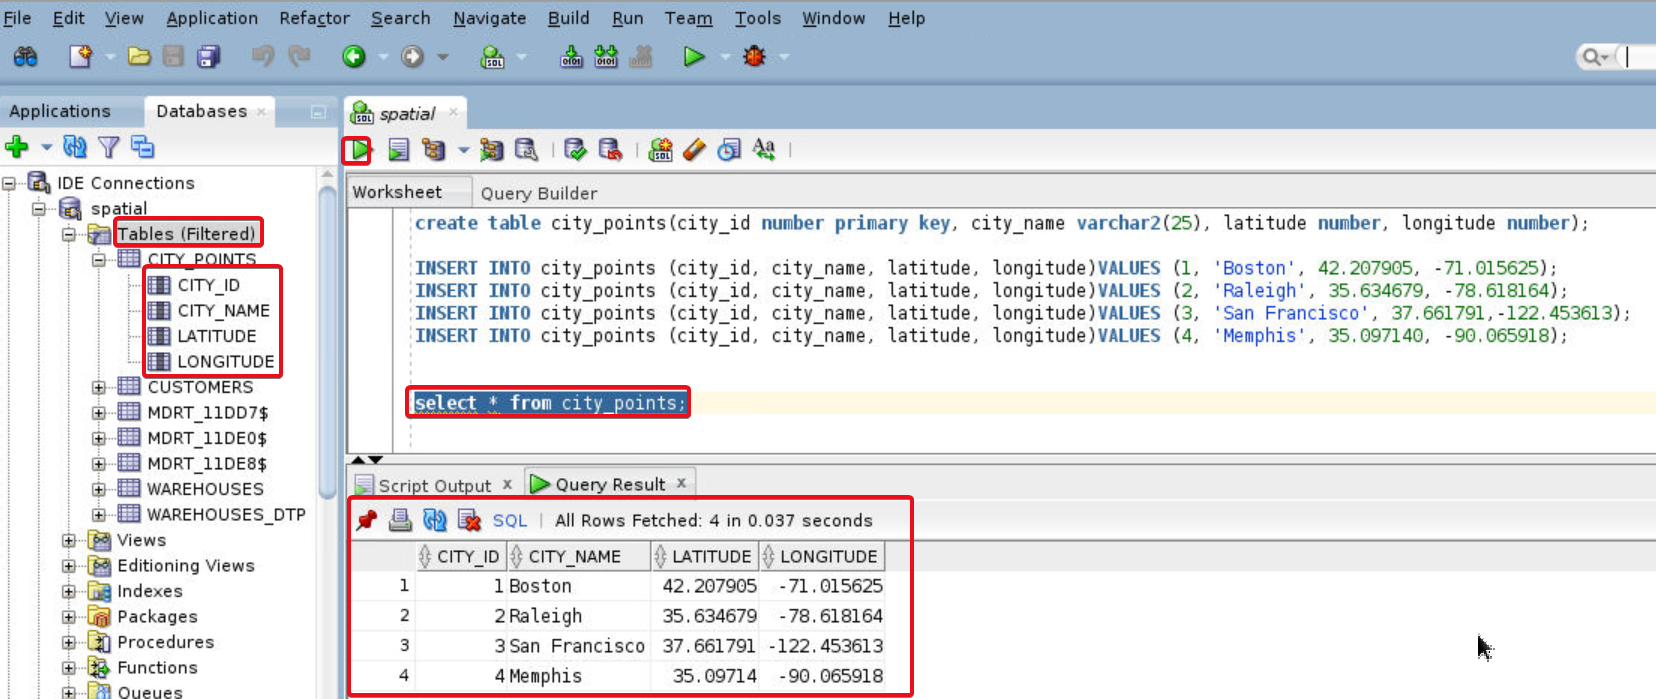 File Edit View Application Refactor Search Navigate Build Run Team Tools Window Help
Applications Databases
spatial
IDE Connections
spatial
Tables (Filtered)
CITY_POINTS
CITY_ID
CITY_NAME
LATITUDE
LONGITUDE
CUSTOMERS
MDRT_11DD7$
MDRT_11DE0$
MDRT_11DE8$
WAREHOUSES
WAREHOUSES_DTP
Views
Editioning Views
Indexes
Packages
Procedures
Functions
Queues
Worksheet Query Builder
create table city_points(city_id number primary key, city_name varchar2(25), latitude number, longitude number);
INSERT INTO city_points (city_id, city_name, latitude, longitude)VALUES (1, 'Boston', 42.207905, -71.015625);
INSERT INTO city_points (city_id, city_name, latitude, longitude)VALUES (2, 'Raleigh', 35.634679, -78.618164);
INSERT INTO city_points (city_id, city_name, latitude, longitude)VALUES (3, 'San Francisco', 37.661791,-122.453613);
INSERT INTO city_points (city_id, city_name, latitude, longitude)VALUES (4, 'Memphis', 35.097140, -90.065918);
select * from city_points;
Script Output x Query Result x
SQL | All Rows Fetched: 4 in 0.037 seconds
CITY_ID CITY_NAME LATITUDE LONGITUDE
1 1 Boston 42.207905 -71.015625
2 2 Raleigh 35.634679 -78.618164
3 3 San Francisco 37.661791 -122.453613
4 4 Memphis 35.09714 -90.065918